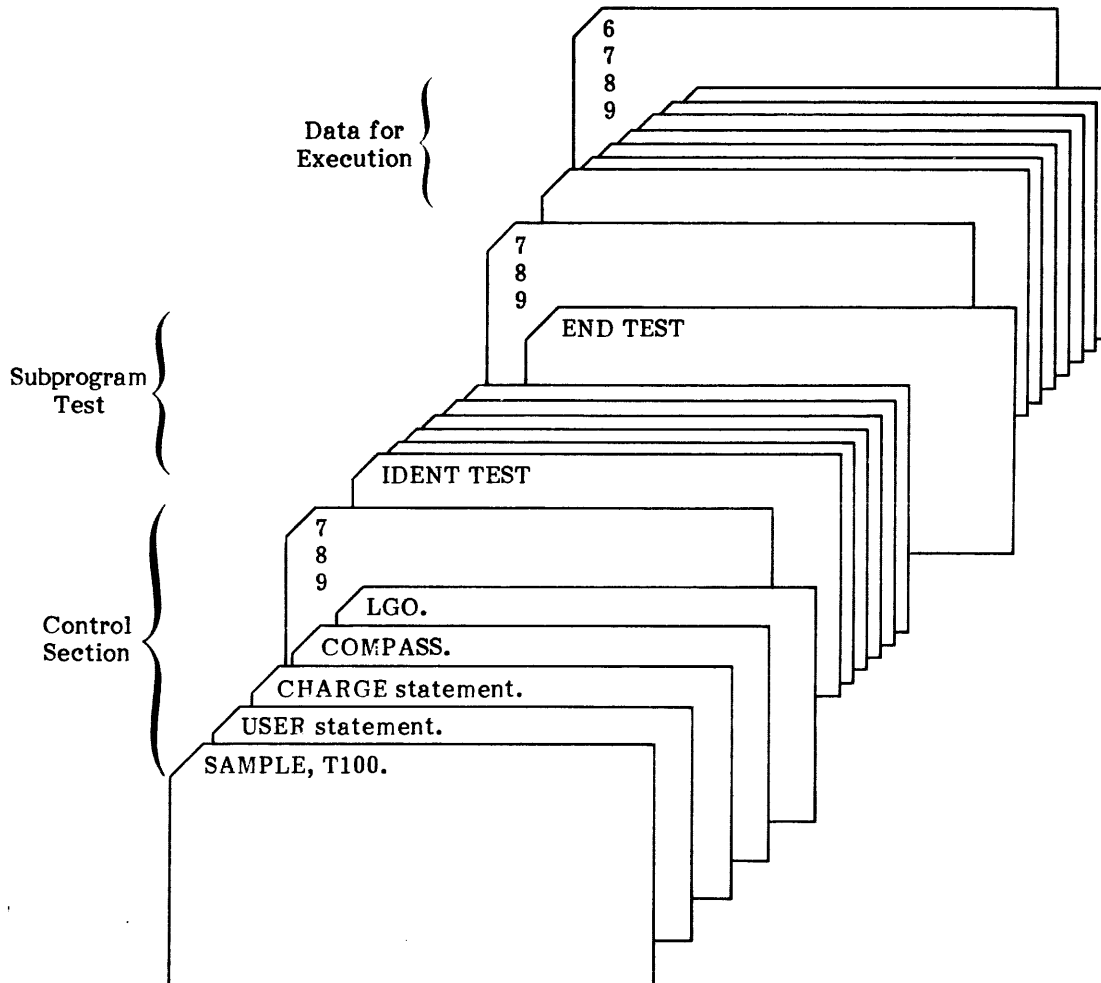 6
7
8
9
Data for
Execution
7
8
9
END TEST
Subprogram
Test
IDENT TEST
7
8
9
LGO.
Control
Section
COMPASS.
CHARGE statement.
USER statement.
SAMPLE, T100.